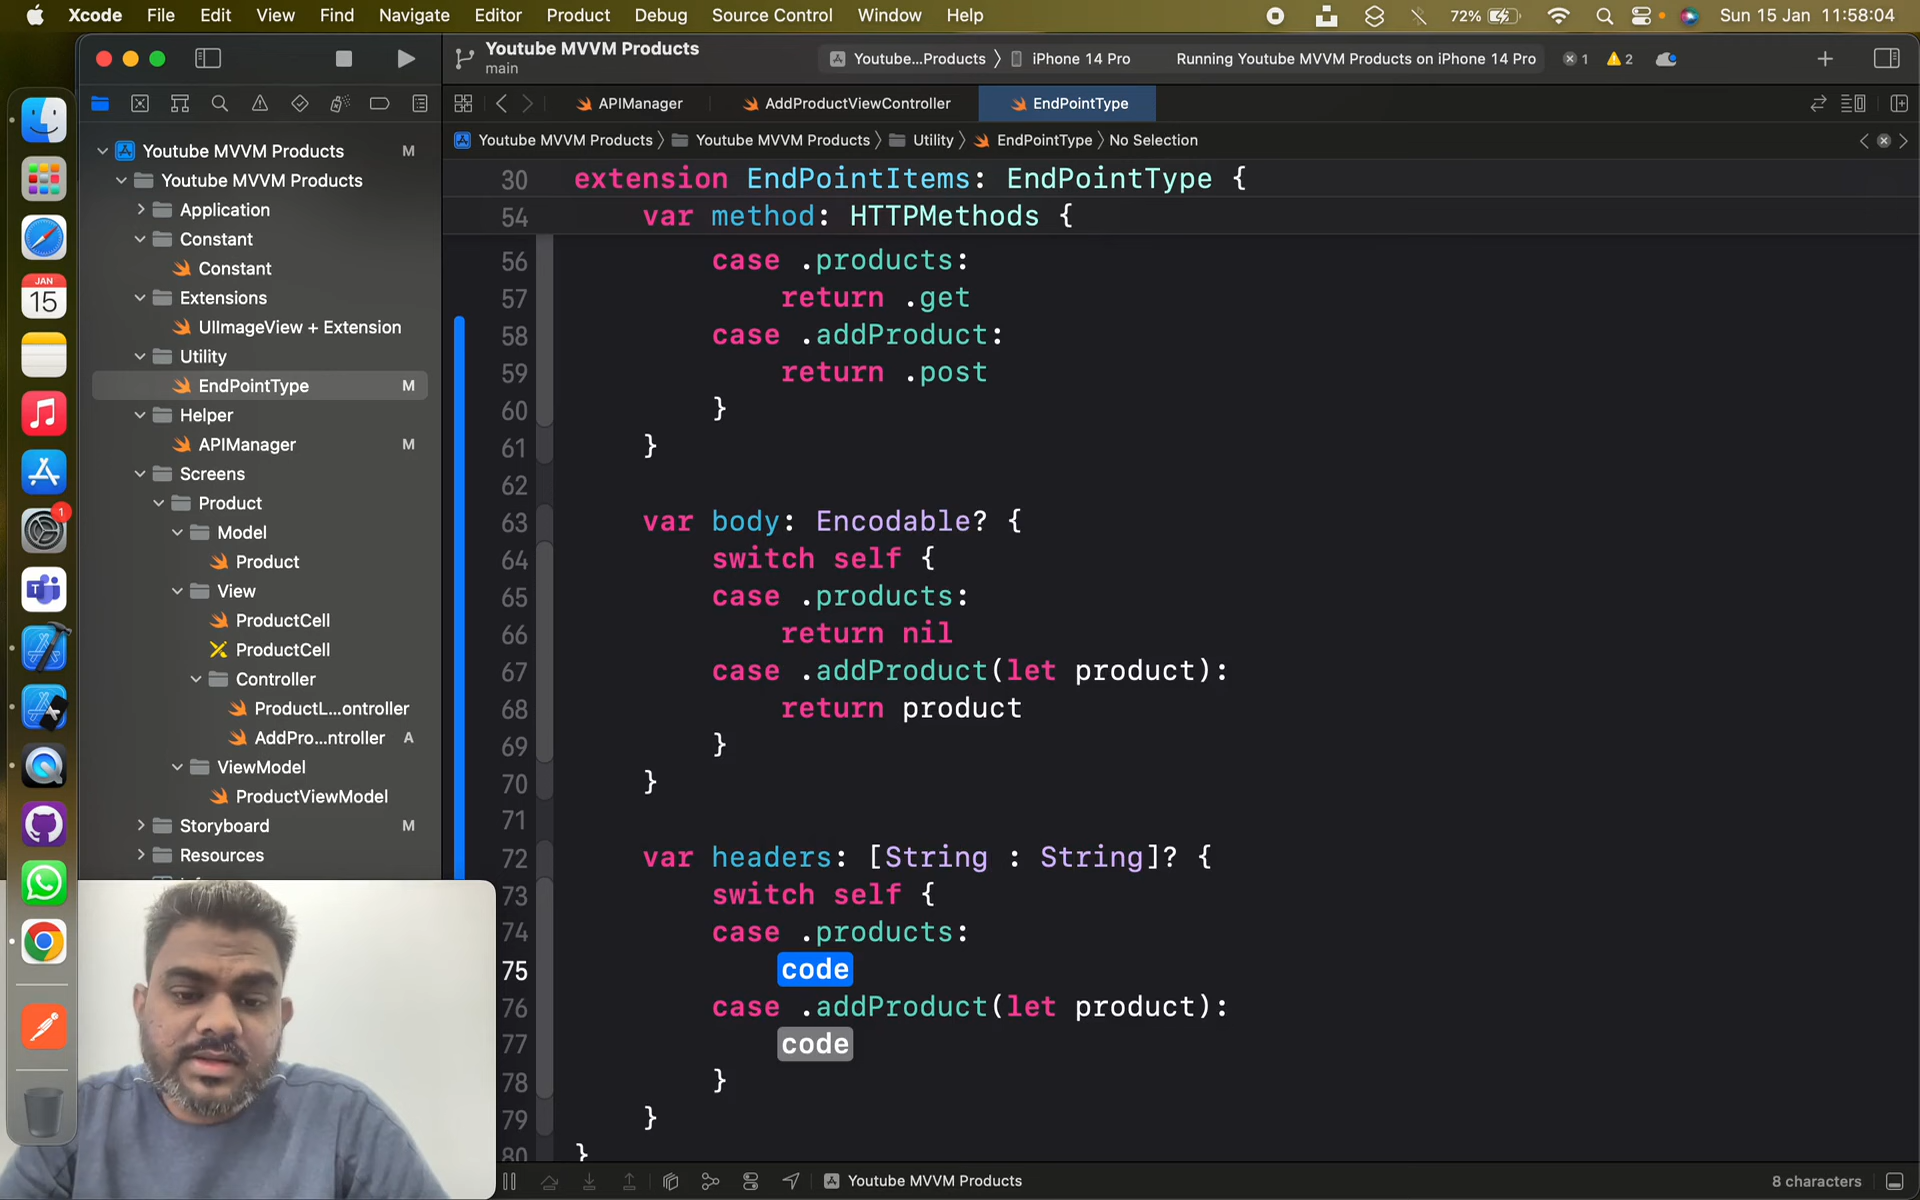 Xcode File Edit View Find Navigate Editor Product Debug Source Control Window Help
72% Sun 15 Jan 11:58:04
Youtube MVVM Products
main
Youtube...Products 〉 iPhone 14 Pro
Running Youtube MVVM Products on iPhone 14 Pro
1 2
APIManager AddProductViewController EndPointType
Youtube MVVM Products 〉 Youtube MVVM Products 〉 Utility 〉 EndPointType 〉 No Selection
Youtube MVVM Products M
Youtube MVVM Products
Application
Constant
Constant
Extensions
UIImageView + Extension
Utility
EndPointType M
Helper
APIManager M
Screens
Product
Model
Product
View
ProductCell
ProductCell
Controller
ProductL...ontroller
AddPro...ntroller A
ViewModel
ProductViewModel
Storyboard M
Resources
JAN
15
1
30 extension EndPointItems: EndPointType {
54 var method: HTTPMethods {
56 case .products:
57 return .get
58 case .addProduct:
59 return .post
60 }
61 }
62
63 var body: Encodable? {
64 switch self {
65 case .products:
66 return nil
67 case .addProduct(let product):
68 return product
69 }
70 }
71
72 var headers: [String : String]? {
73 switch self {
74 case .products:
75 code
76 case .addProduct(let product):
77 code
78 }
79 }
80 }
Youtube MVVM Products
8 characters